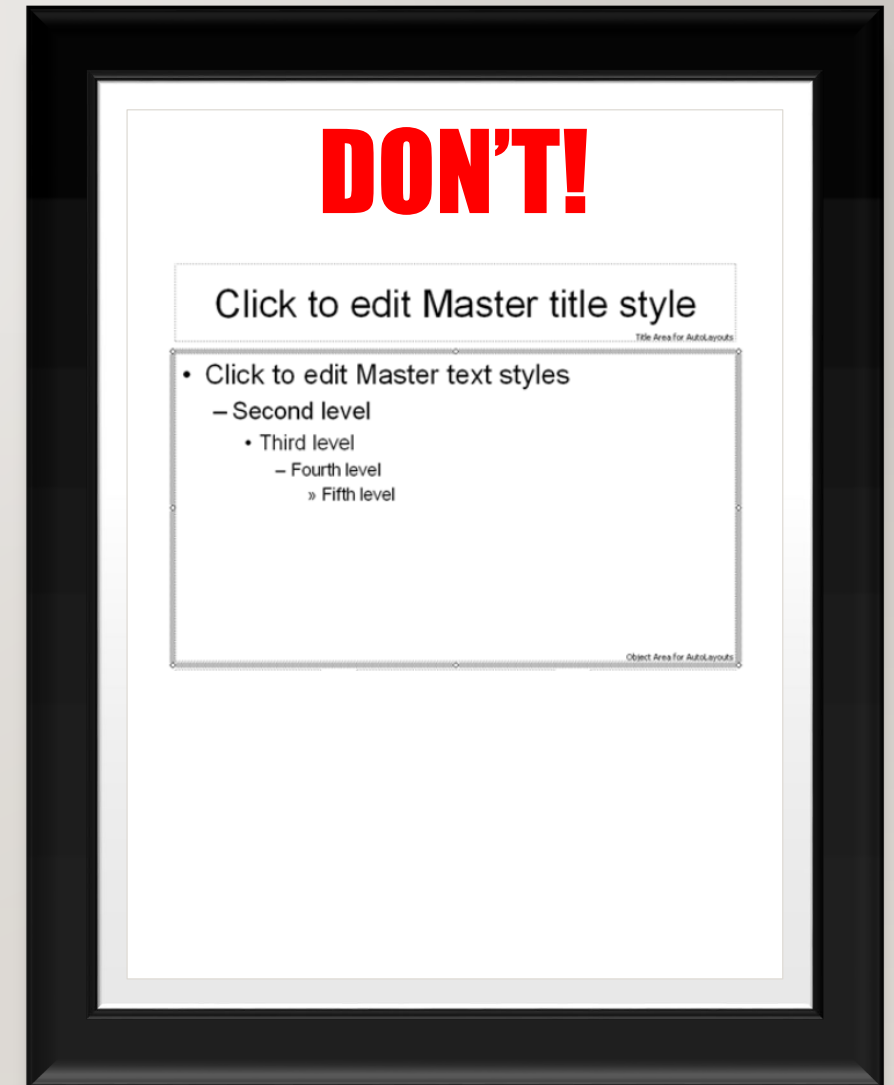 DON’T!
Click to edit Master title style
Title Area for AutoLayouts
• Click to edit Master text styles
– Second level
• Third level
– Fourth level
» Fifth level
Object Area for AutoLayouts